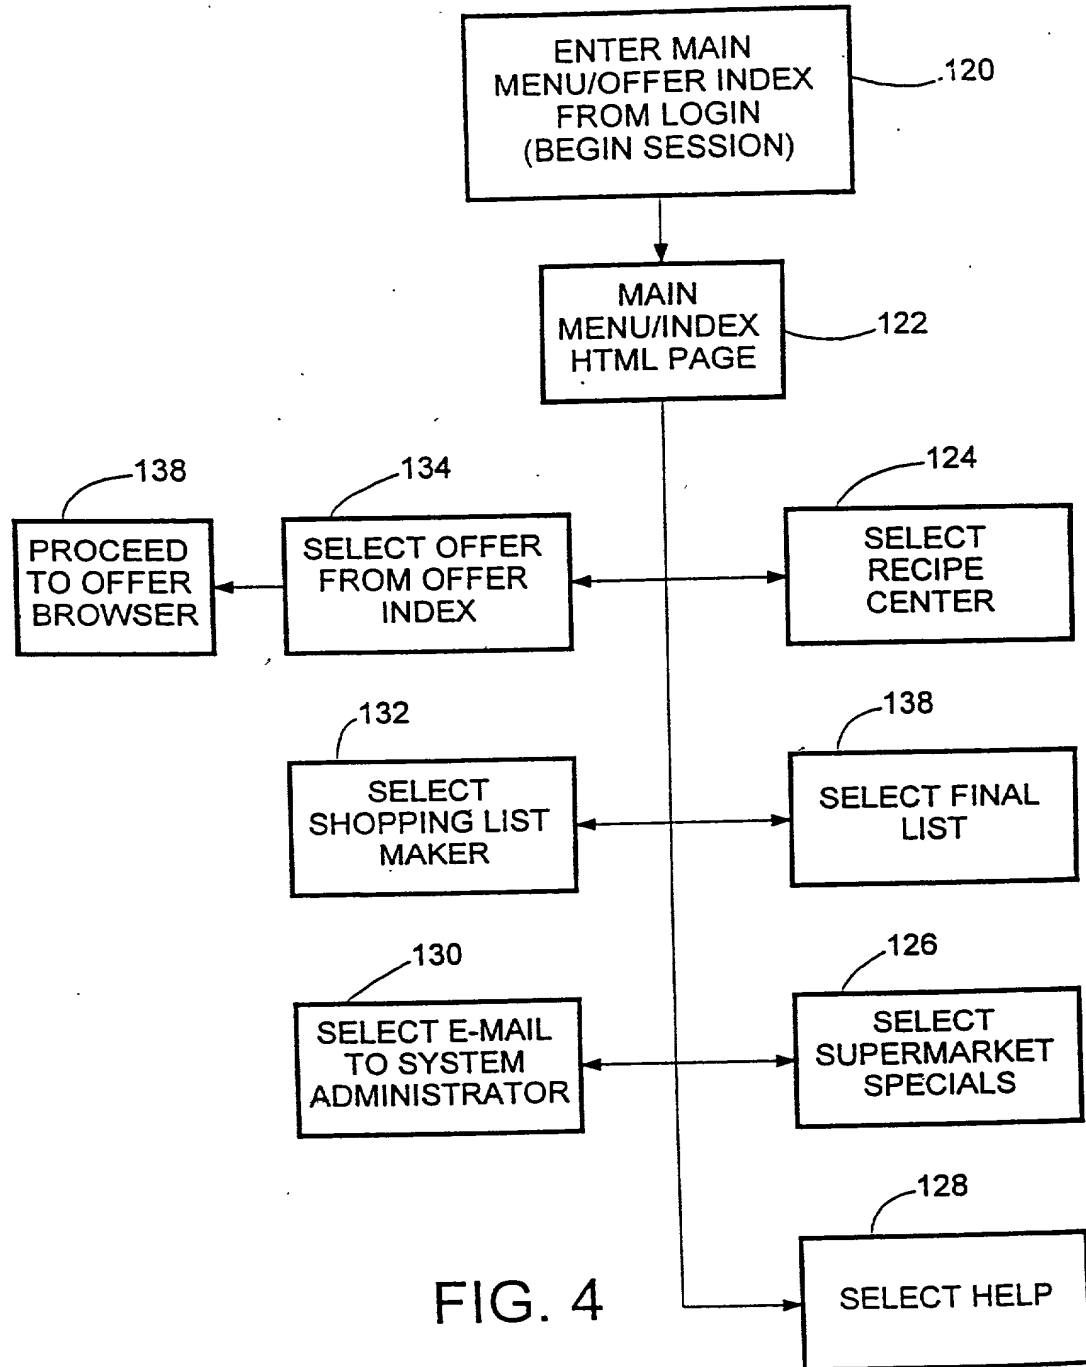 ENTER MAIN
MENU/OFFER INDEX
FROM LOGIN
(BEGIN SESSION)
120
MAIN
MENU/INDEX
HTML PAGE
122
138
134
124
PROCEED
TO OFFER
BROWSER
SELECT OFFER
FROM OFFER
INDEX
SELECT
RECIPE
CENTER
132
138
SELECT
SHOPPING LIST
MAKER
SELECT FINAL
LIST
130
126
SELECT E-MAIL
TO SYSTEM
ADMINISTRATOR
SELECT
SUPERMARKET
SPECIALS
128
SELECT HELP
FIG. 4